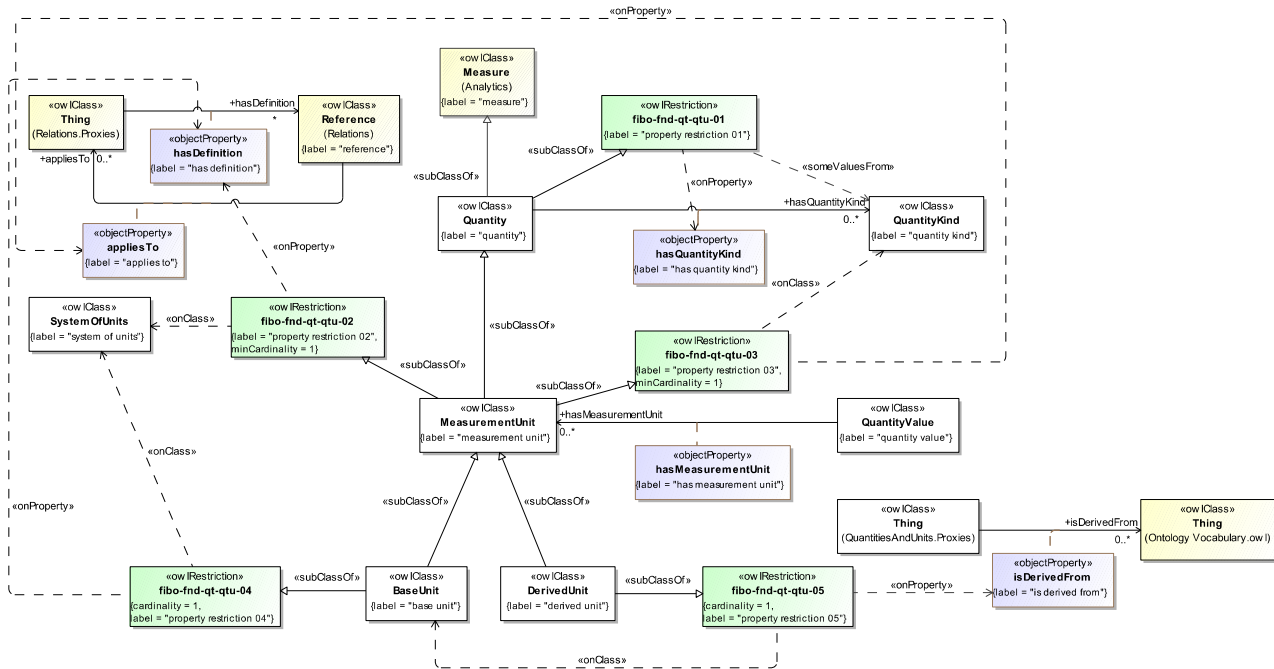 «onProperty»
«owlClass»
Measure
(Analytics)
{label = "measure"}
«owlClass»
Thing
(Relations.Proxies)
+hasDefinition
*
«owlClass»
Reference
(Relations)
{label = "reference"}
+appliesTo 0..*
«objectProperty»
hasDefinition
{label = "has definition"}
«owlRestriction»
fibo-fnd-qt-qtu-01
{label = "property restriction 01"}
«subClassOf»
«subClassOf»
«onProperty»
«someValuesFrom»
«owlClass»
Quantity
{label = "quantity"}
+hasQuantityKind
0..*
«owlClass»
QuantityKind
{label = "quantity kind"}
«objectProperty»
appliesTo
{label = "applies to"}
«onProperty»
«objectProperty»
hasQuantityKind
{label = "has quantity kind"}
«onClass»
«owlClass»
SystemOfUnits
{label = "system of units"}
«onClass»
«owlRestriction»
fibo-fnd-qt-qtu-02
{label = "property restriction 02",
minCardinality = 1}
«subClassOf»
«owlRestriction»
fibo-fnd-qt-qtu-03
{label = "property restriction 03",
minCardinality = 1}
«subClassOf»
«subClassOf»
«owlClass»
MeasurementUnit
{label = "measurement unit"}
+hasMeasurementUnit
0..*
«owlClass»
QuantityValue
{label = "quantity value"}
«onClass»
«objectProperty»
hasMeasurementUnit
{label = "has measurement unit"}
«subClassOf»
«subClassOf»
«onProperty»
«owlClass»
Thing
(QuantitiesAndUnits.Proxies)
+isDerivedFrom
0..*
«owlClass»
Thing
(Ontology Vocabulary.owl)
«objectProperty»
isDerivedFrom
{label = "is derived from"}
«owlRestriction»
fibo-fnd-qt-qtu-04
{cardinality = 1,
label = "property restriction 04"}
«subClassOf»
«owlClass»
BaseUnit
{label = "base unit"}
«owlClass»
DerivedUnit
{label = "derived unit"}
«subClassOf»
«owlRestriction»
fibo-fnd-qt-qtu-05
{cardinality = 1,
label = "property restriction 05"}
«onProperty»
«onClass»